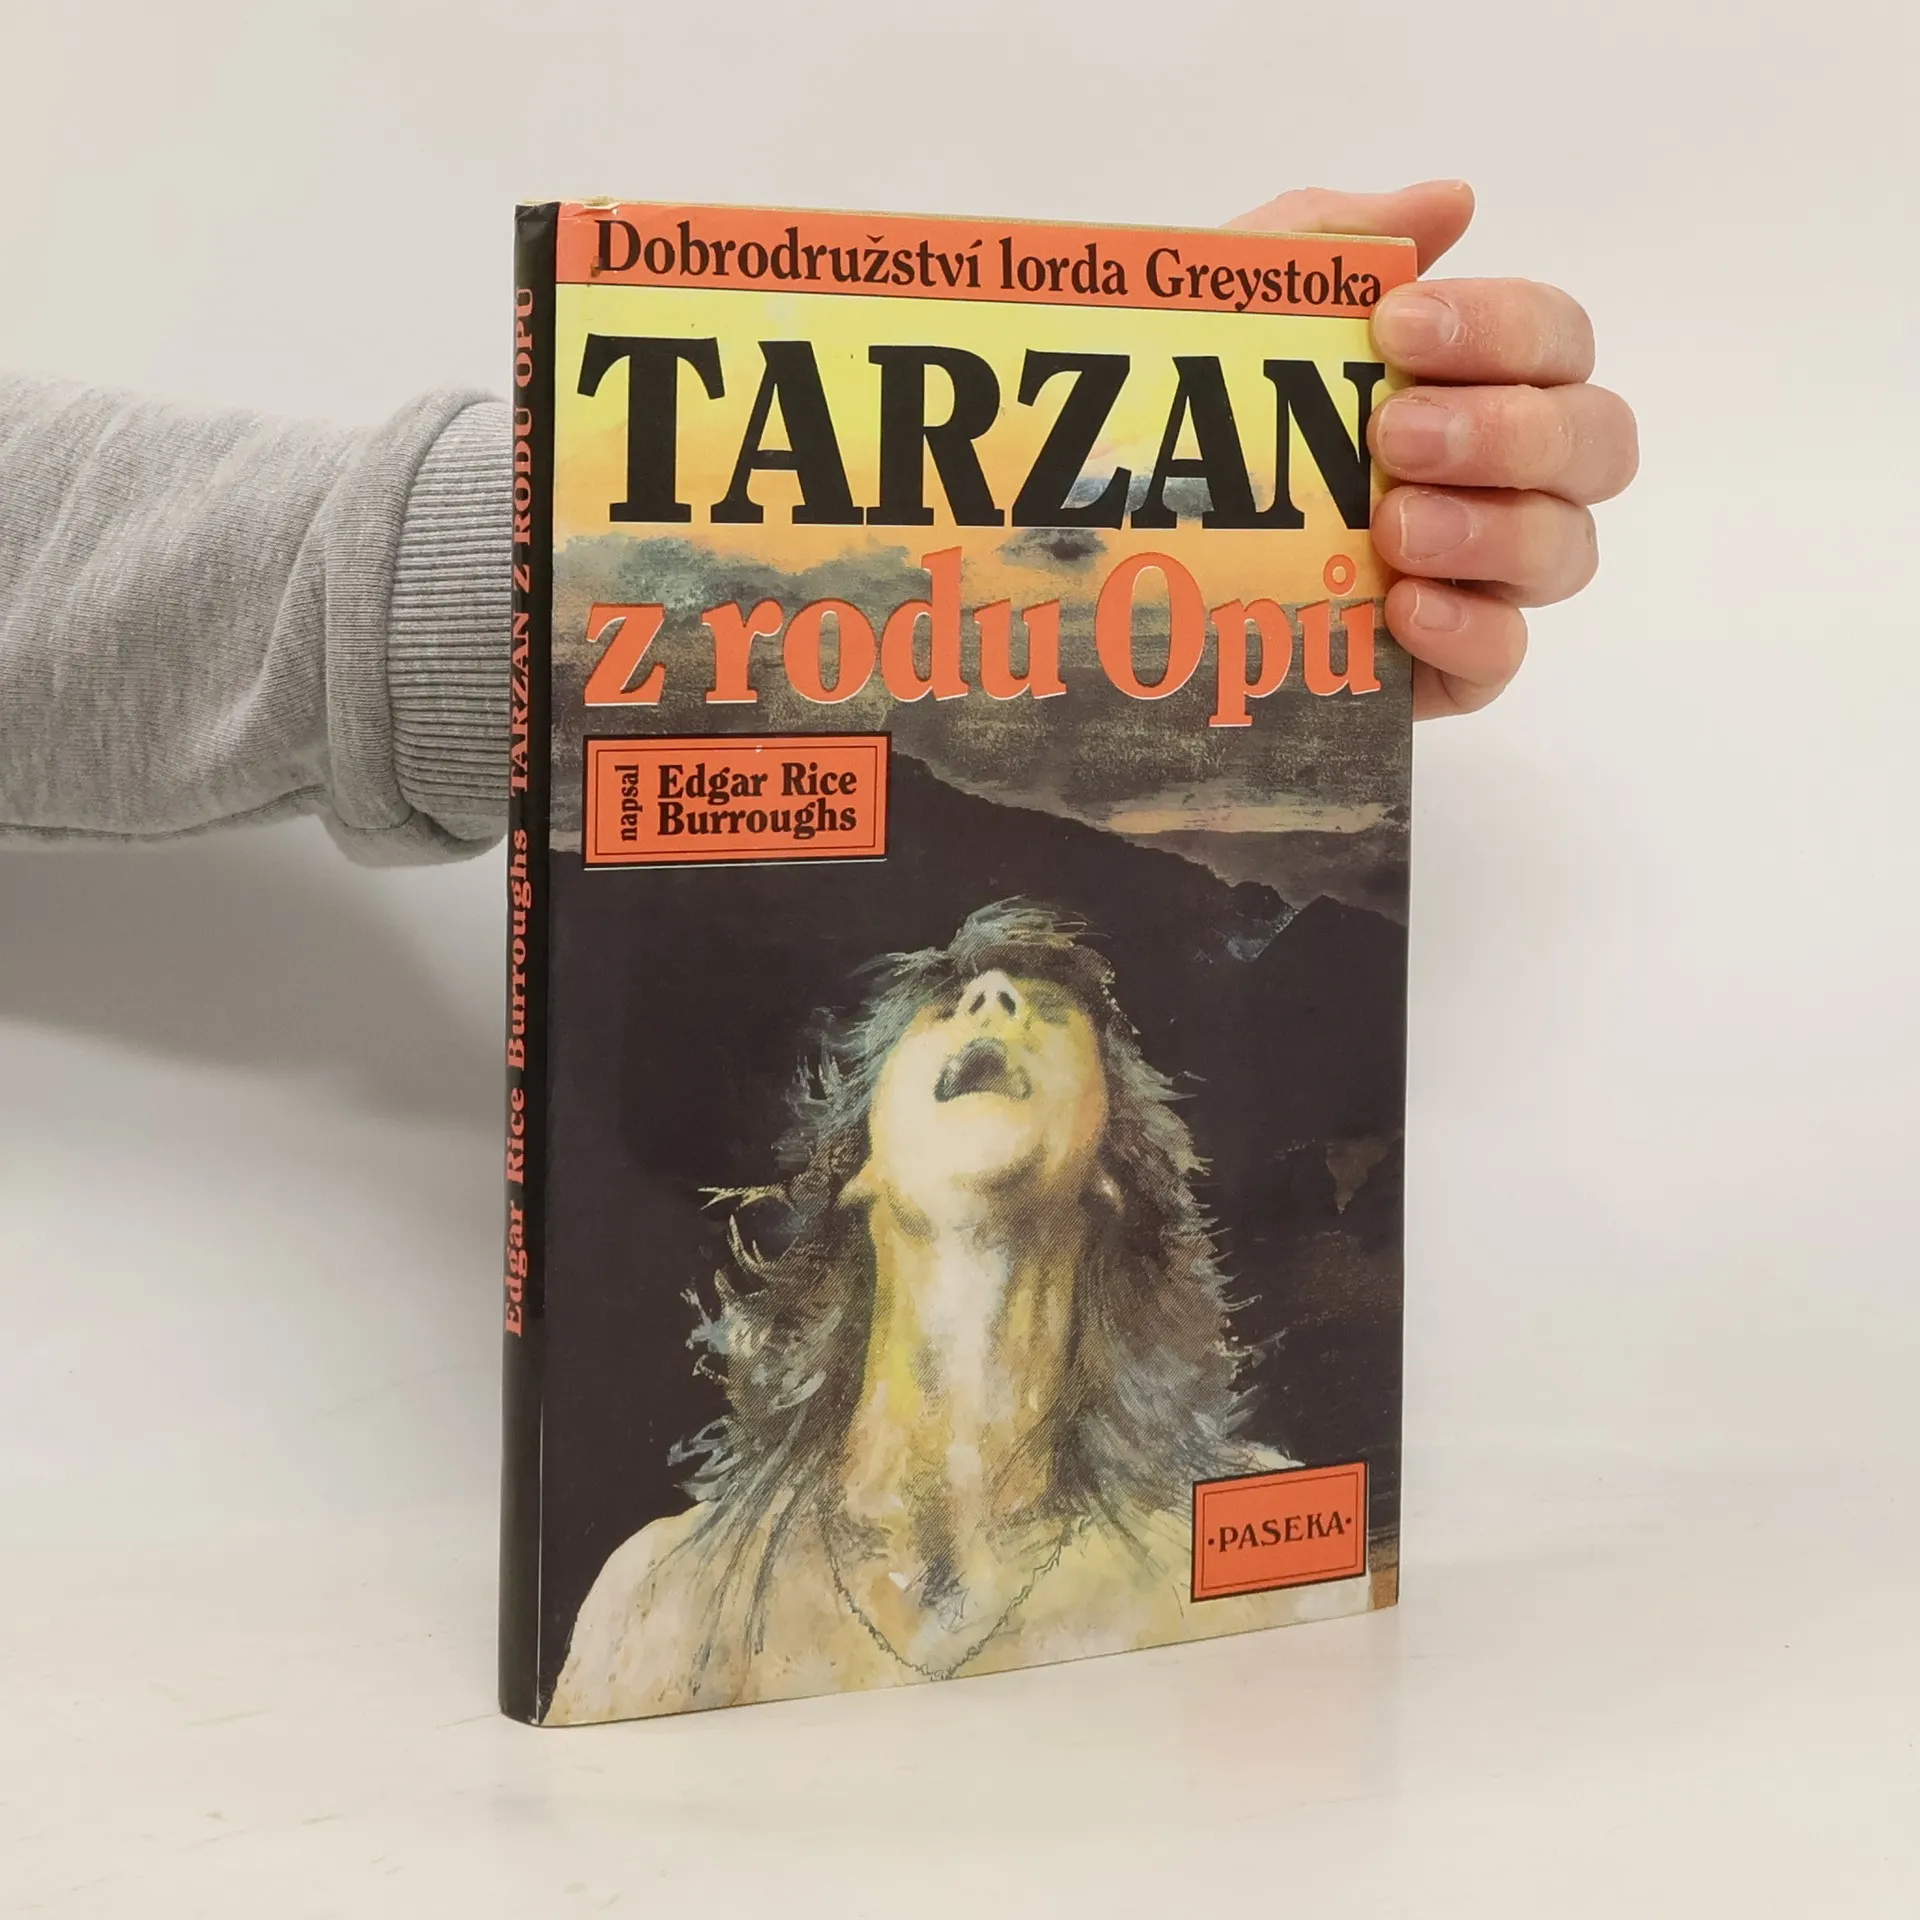 Dobrodružství lorda Greystoka
TARZAN
z rodu Opů
napsal
Edgar Rice
Burroughs
·PASEKA·
Edgar Rice Burroughs TARZAN Z RODU OPŮ